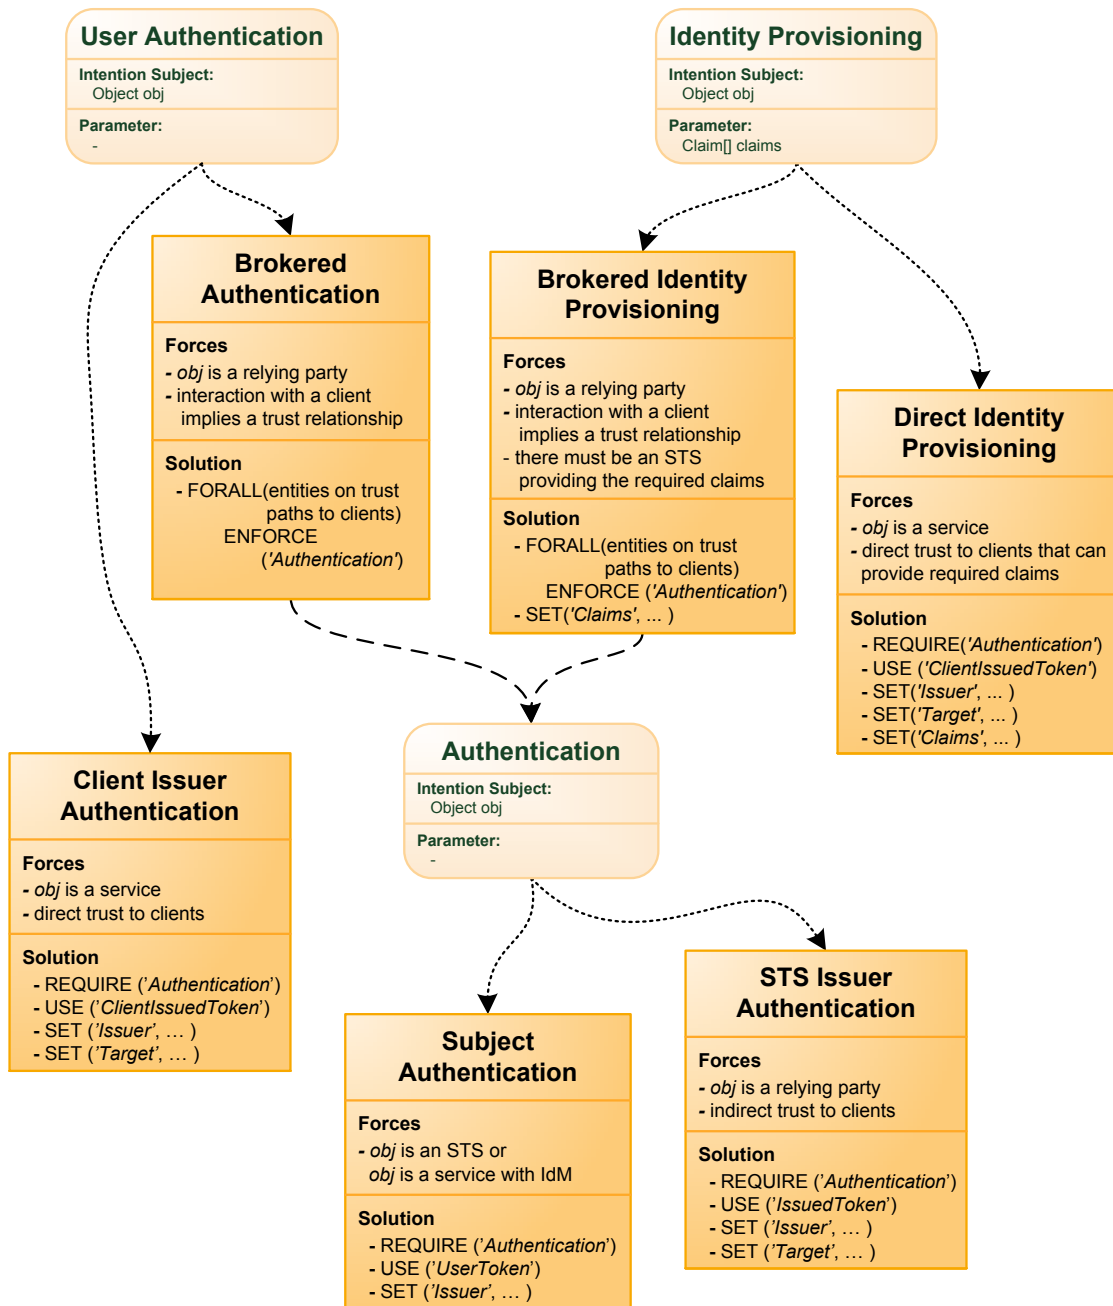 User Authentication
Intention Subject:
Object obj
Parameter:
-
Identity Provisioning
Intention Subject:
Object obj
Parameter:
Claim[] claims
Brokered
Authentication
Forces
- obj is a relying party
- interaction with a client
implies a trust relationship
Solution
- FORALL(entities on trust
paths to clients)
ENFORCE
('Authentication')
Brokered Identity
Provisioning
Forces
- obj is a relying party
- interaction with a client
implies a trust relationship
- there must be an STS
providing the required claims
Solution
- FORALL(entities on trust
paths to clients)
ENFORCE ('Authentication')
- SET('Claims', ... )
Direct Identity
Provisioning
Forces
- obj is a service
- direct trust to clients that can
provide required claims
Solution
- REQUIRE('Authentication')
- USE ('ClientIssuedToken')
- SET('Issuer', ... )
- SET('Target', ... )
- SET('Claims', ... )
Client Issuer
Authentication
Forces
- obj is a service
- direct trust to clients
Solution
- REQUIRE ('Authentication')
- USE ('ClientIssuedToken')
- SET ('Issuer', … )
- SET ('Target', … )
Authentication
Intention Subject:
Object obj
Parameter:
-
Subject
Authentication
Forces
- obj is an STS or
obj is a service with IdM
Solution
- REQUIRE ('Authentication')
- USE ('UserToken')
- SET ('Issuer', … )
STS Issuer
Authentication
Forces
- obj is a relying party
- indirect trust to clients
Solution
- REQUIRE ('Authentication')
- USE ('IssuedToken')
- SET ('Issuer', … )
- SET ('Target', … )